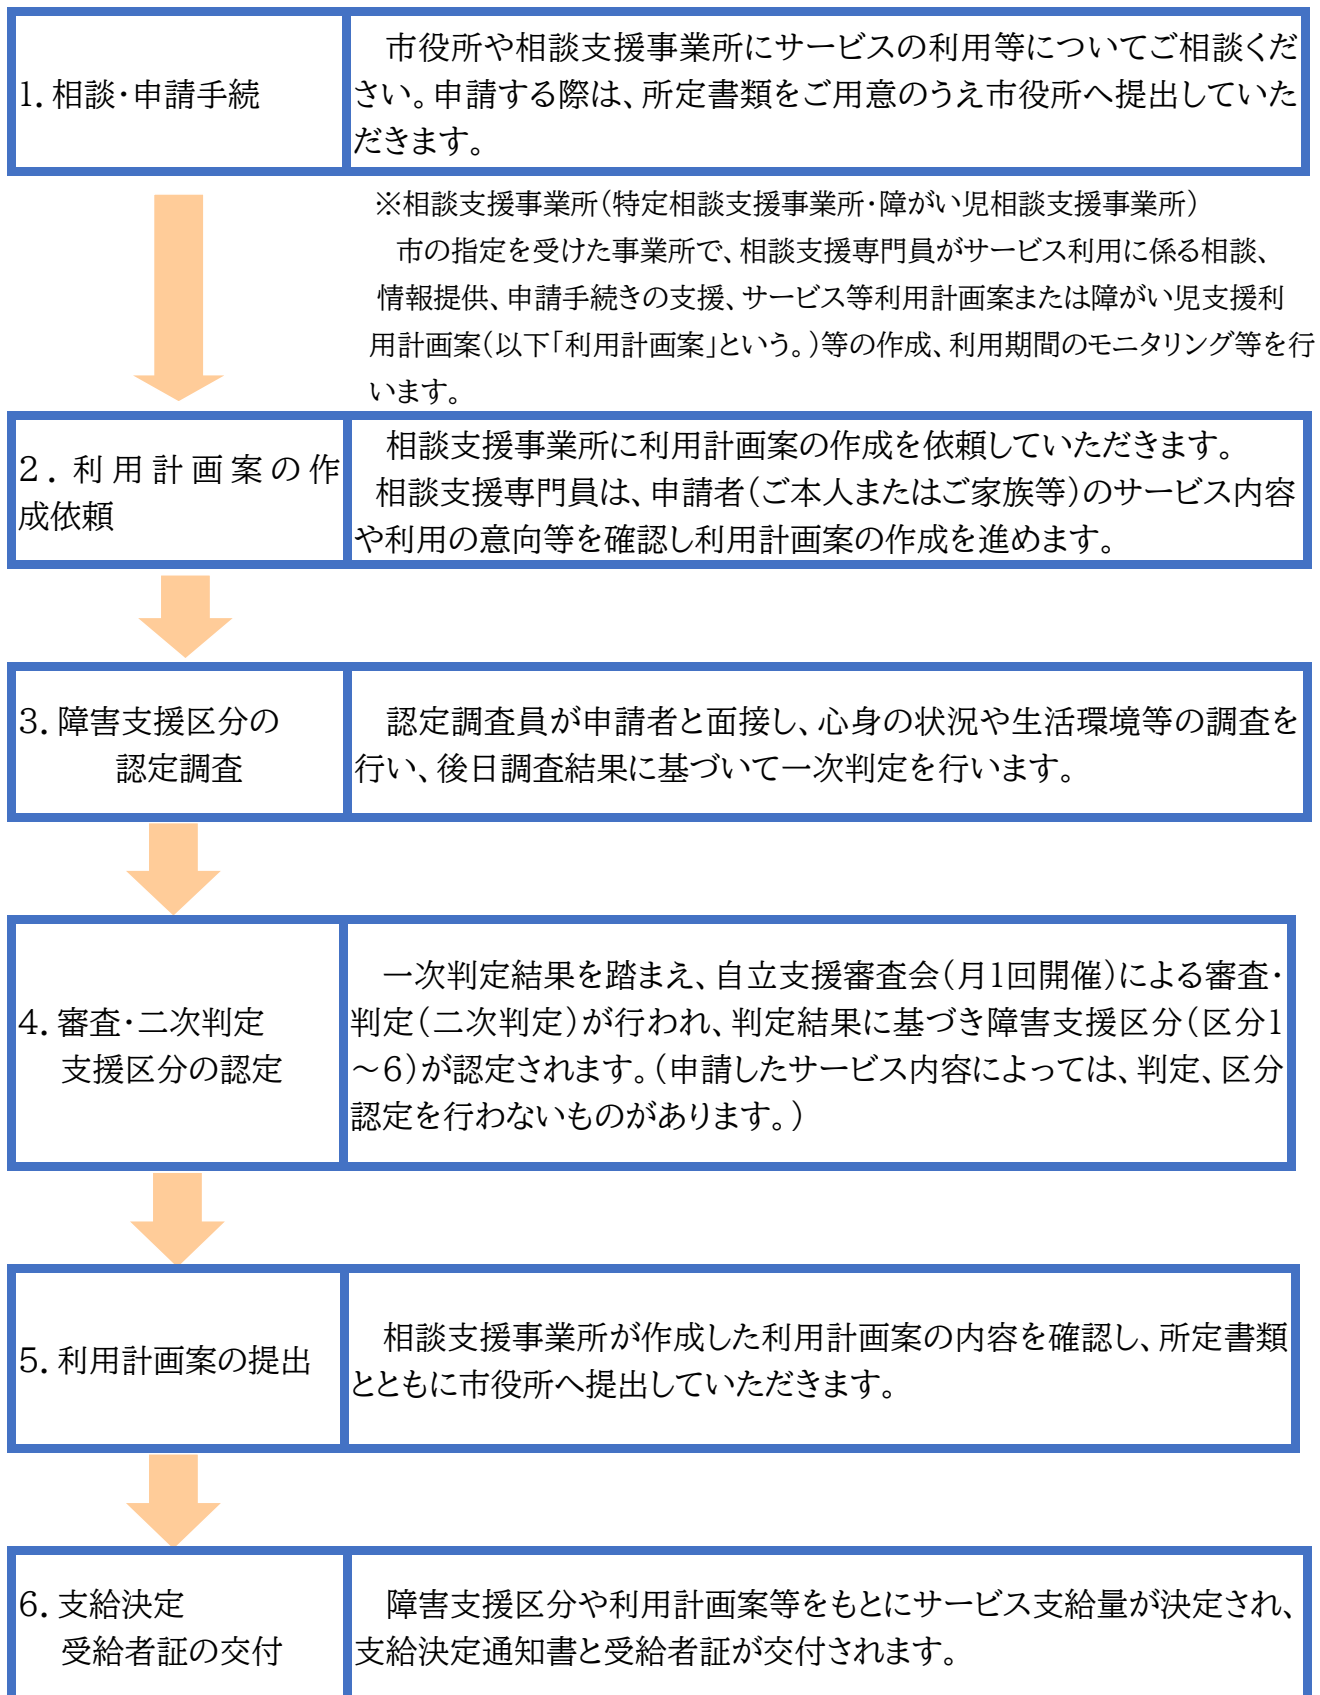 1．相談・申請手続
市役所や相談支援事業所にサービスの利用等についてご相談くだ
さい。申請する際は、所定書類をご用意のうえ市役所へ提出していた
だきます。
※相談支援事業所（特定相談支援事業所・障がい児相談支援事業所）
市の指定を受けた事業所で、相談支援専門員がサービス利用に係る相談、
情報提供、申請手続きの支援、サービス等利用計画案または障がい児支援利
用計画案（以下「利用計画案」という。）等の作成、利用期間のモニタリング等を行
います。
２．利用計画案の作
成依頼
相談支援事業所に利用計画案の作成を依頼していただきます。
相談支援専門員は、申請者（ご本人またはご家族等）のサービス内容
や利用の意向等を確認し利用計画案の作成を進めます。
3．障害支援区分の
認定調査
認定調査員が申請者と面接し、心身の状況や生活環境等の調査を
行い、後日調査結果に基づいて一次判定を行います。
4．審査・二次判定
支援区分の認定
一次判定結果を踏まえ、自立支援審査会（月1回開催）による審査・
判定（二次判定）が行われ、判定結果に基づき障害支援区分（区分1
～6）が認定されます。（申請したサービス内容によっては、判定、区分
認定を行わないものがあります。）
5．利用計画案の提出
相談支援事業所が作成した利用計画案の内容を確認し、所定書類
とともに市役所へ提出していただきます。
6．支給決定
受給者証の交付
障害支援区分や利用計画案等をもとにサービス支給量が決定され、
支給決定通知書と受給者証が交付されます。